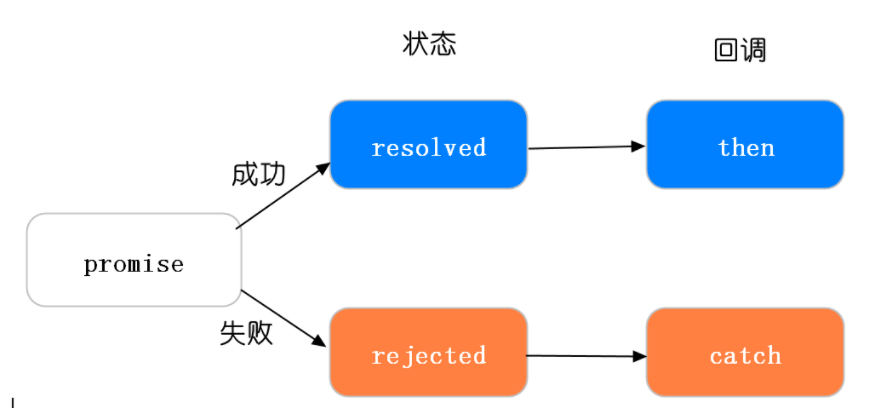 状态
回调
resolved
then
成功
promise
失败
rejected
catch